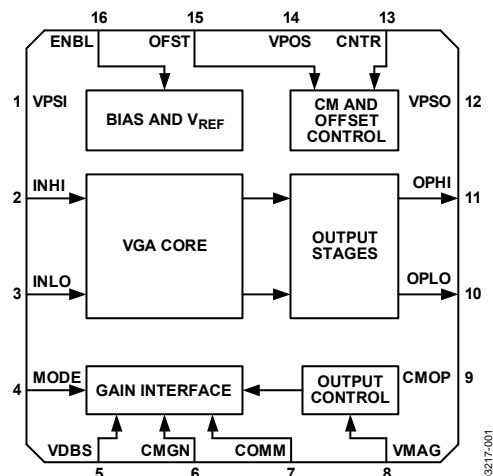 16 15 14 13
ENBL OFST VPOS CNTR
1 VPSI
BIAS AND VREF
CM AND
OFFSET
CONTROL
VPSO 12
2 INHI
OPHI 11
VGA CORE
OUTPUT
STAGES
3 INLO
OPLO 10
4 MODE
GAIN INTERFACE
OUTPUT
CONTROL
CMOP 9
VDBS CMGN COMM VMAG
5 6 7 8
03217-001